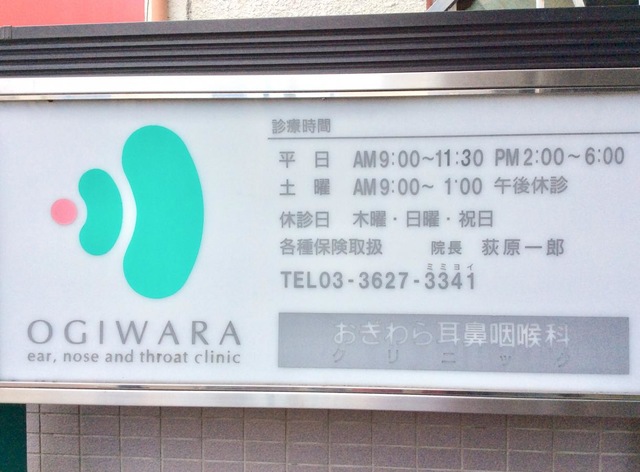 診療時間
平 日 AM9:00〜11:30 PM2:00〜6:00
土 曜 AM9:00〜 1:00 午後休診
休診日 木曜・日曜・祝日
各種保険取扱 院長 荻原一郎
ミミヨイ
TEL03-3627-3341
OGIWARA
ear, nose and throat clinic
おぎわら耳鼻咽喉科
クリニック